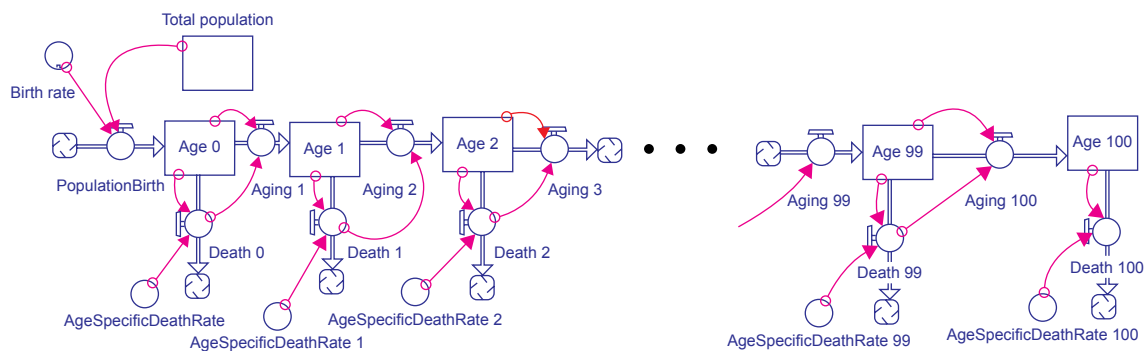 Total population
Birth rate
Age 0
Age 1
Age 2
Age 99
Age 100
PopulationBirth
Aging 1
Aging 2
Aging 3
Aging 99
Aging 100
Death 0
Death 1
Death 2
Death 99
Death 100
AgeSpecificDeathRate
AgeSpecificDeathRate 1
AgeSpecificDeathRate 2
AgeSpecificDeathRate 99
AgeSpecificDeathRate 100